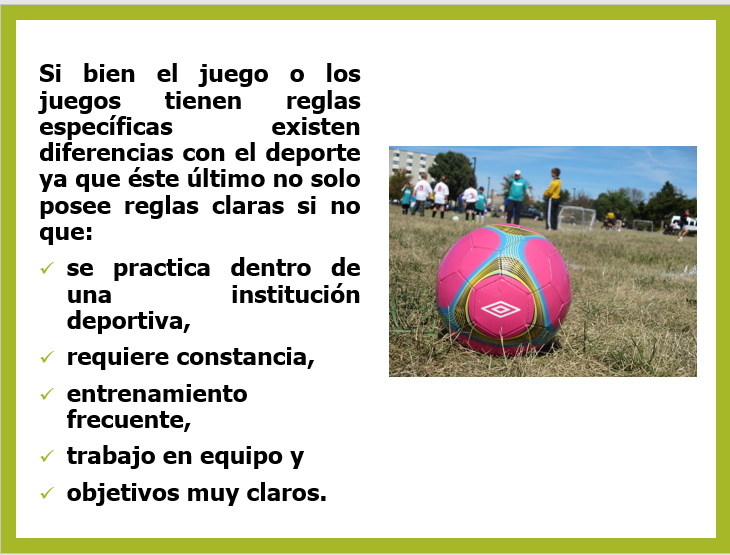 Si bien el juego o los
juegos tienen reglas
específicas existen
diferencias con el deporte
ya que éste último no solo
posee reglas claras si no
que:
se practica dentro de
una institución
deportiva,
requiere constancia,
entrenamiento
frecuente,
trabajo en equipo y
objetivos muy claros.